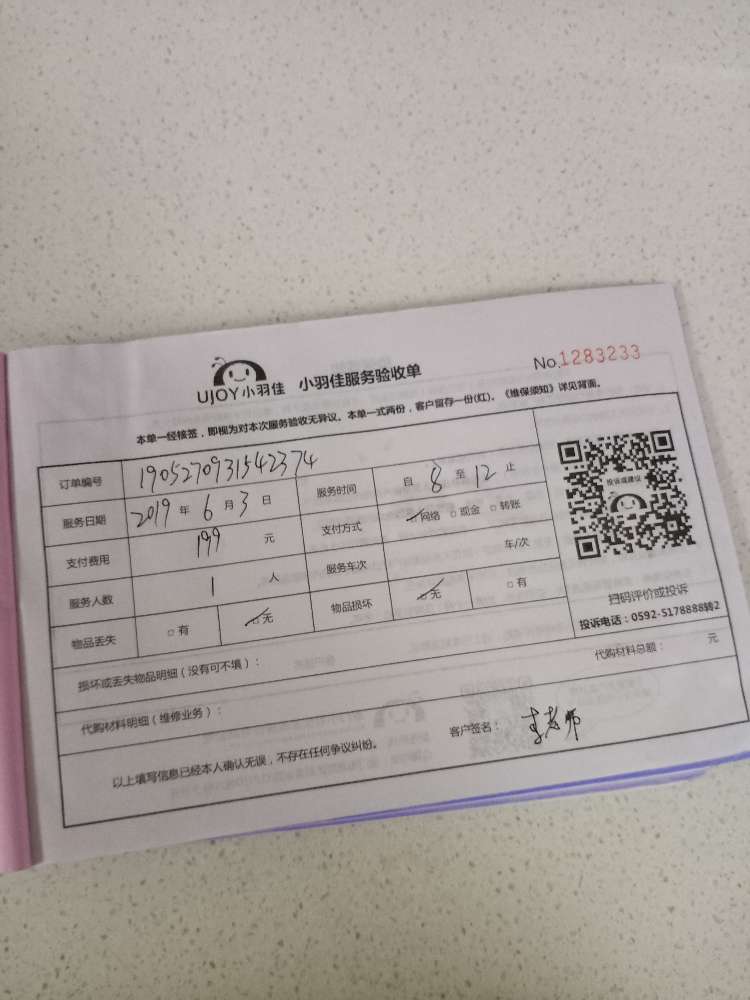 UJOY小羽佳 小羽佳服务验收单 No.1283233
本单一经接签，即视为对本次服务验收无异议。本单一式两份，客户留存一份(红)。《维保须知》详见背面。
订单编号 1905270931542374
服务日期 2019 年 6 月 3 日 服务时间 自 8 至 12 止
支付费用 199 元 支付方式 网络 □现金 □转账
服务人数 1 人 服务车次 车/次
物品丢失 □有 □无 物品损坏 □无 □有
投诉或建议
扫码评价或投诉
投诉电话：0592-5178888转2
损坏或丢失物品明细（没有可不填）：
代购材料明细（维修业务）： 代购材料总额： 元
以上填写信息已经本人确认无误，不存在任何争议纠纷。 客户签名： 李老师